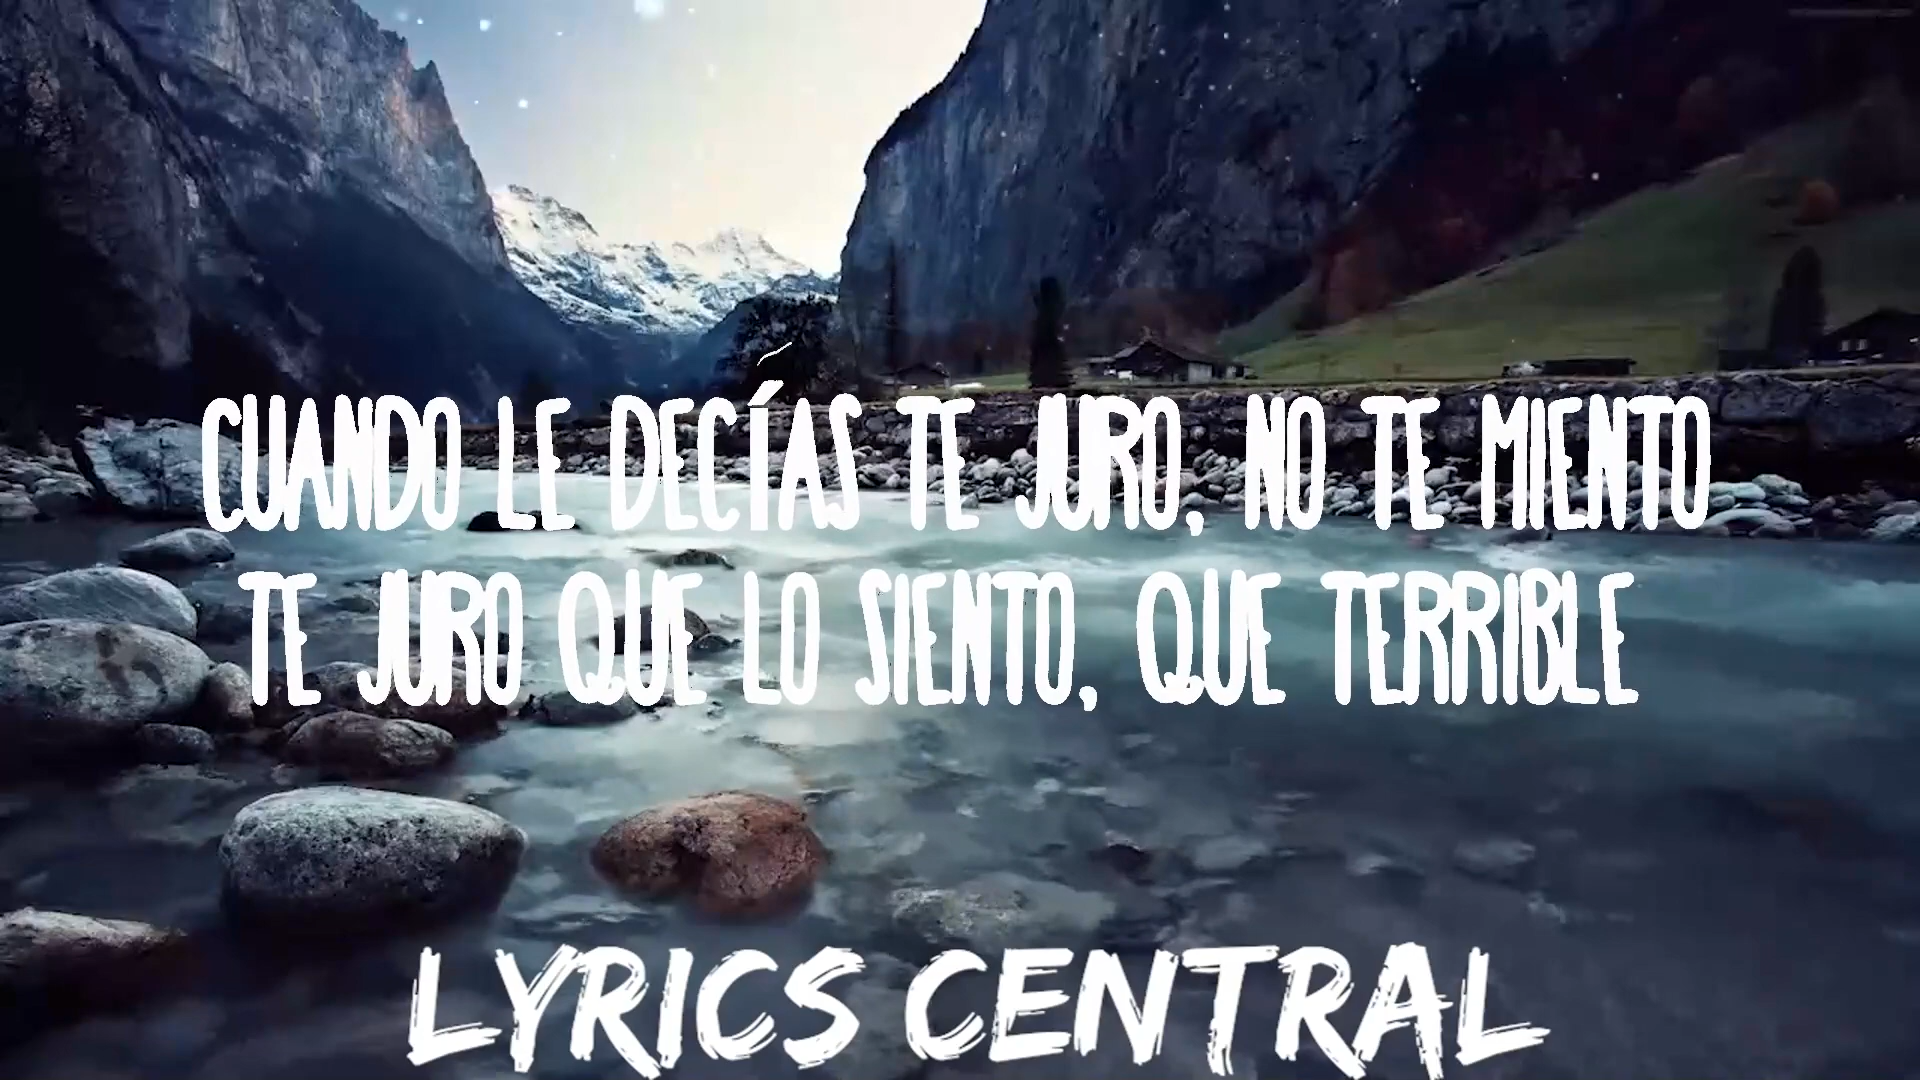 CUANDO LE DECÍAS TE JURO, NO TE MIENTO
TE JURO QUE LO SIENTO, QUE TERRIBLE
LYRICS CENTRAL